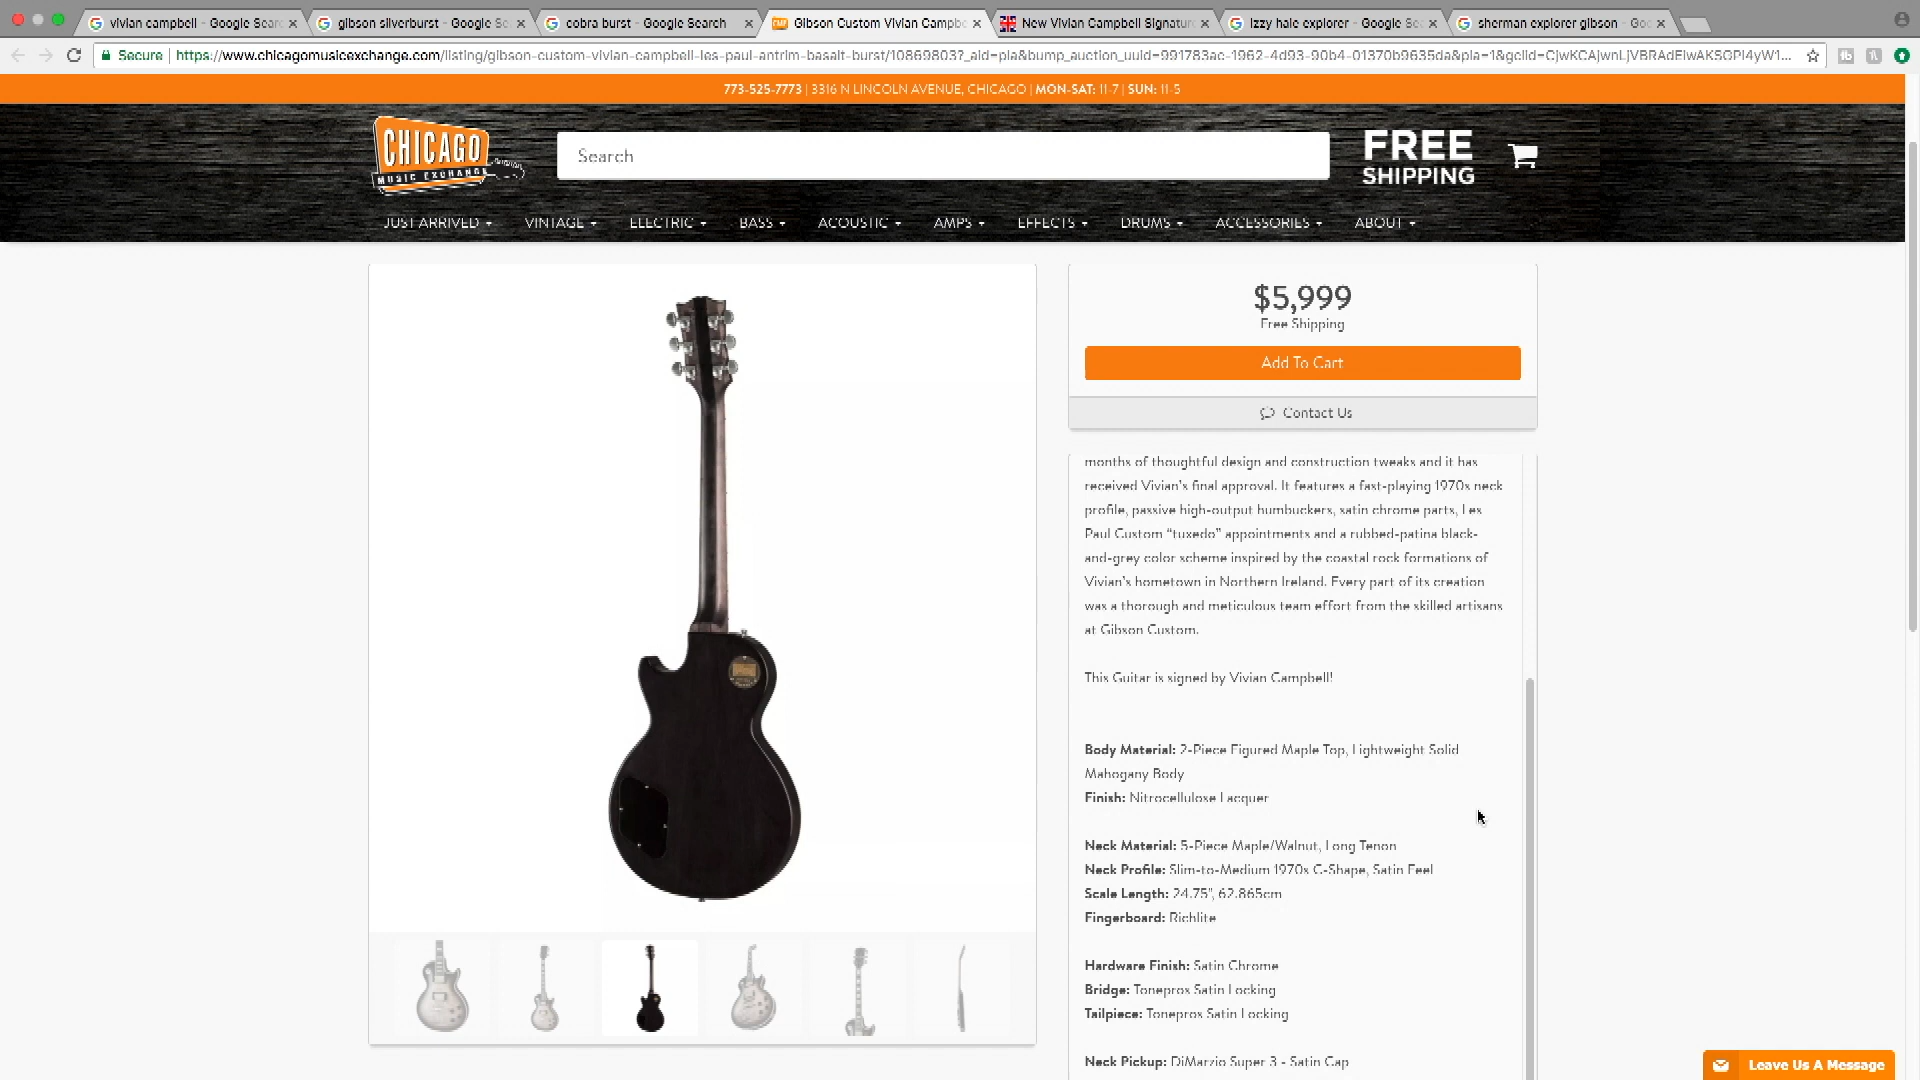 vivian campbell - Google Sear
gibson silverburst - Google Se
cobra burst - Google Search
Gibson Custom Vivian Campbe
New Vivian Campbell Signatur
izzy hale explorer - Google Se
sherman explorer gibson - Goo
Secure | https://www.chicagomusicexchange.com/listing/gibson-custom-vivian-campbell-les-paul-antrim-basalt-burst/10869803?_aid=pla&bump_auction_uuid=991783ac-1962-4d93-90b4-01370b9635da&pla=1&gclid=CjwKCAjwnLjVBRAdEiwAKSGPI4yW1...
773-525-7773 | 3316 N LINCOLN AVENUE, CHICAGO | MON-SAT: 11-7 | SUN: 11-5
CHICAGO
MUSIC EXCHANGE
Search
FREE
SHIPPING
JUST ARRIVED VINTAGE ELECTRIC BASS ACOUSTIC AMPS EFFECTS DRUMS ACCESSORIES ABOUT
$5,999
Free Shipping
Add To Cart
Contact Us
months of thoughtful design and construction tweaks and it has
received Vivian's final approval. It features a fast-playing 1970s neck
profile, passive high-output humbuckers, satin chrome parts, Les
Paul Custom “tuxedo” appointments and a rubbed-patina black-
and-grey color scheme inspired by the coastal rock formations of
Vivian's hometown in Northern Ireland. Every part of its creation
was a thorough and meticulous team effort from the skilled artisans
at Gibson Custom.
This Guitar is signed by Vivian Campbell!
Body Material: 2-Piece Figured Maple Top, Lightweight Solid
Mahogany Body
Finish: Nitrocellulose Lacquer
Neck Material: 5-Piece Maple/Walnut, Long Tenon
Neck Profile: Slim-to-Medium 1970s C-Shape, Satin Feel
Scale Length: 24.75", 62.865cm
Fingerboard: Richlite
Hardware Finish: Satin Chrome
Bridge: Tonepros Satin Locking
Tailpiece: Tonepros Satin Locking
Neck Pickup: DiMarzio Super 3 - Satin Cap
Leave Us A Message